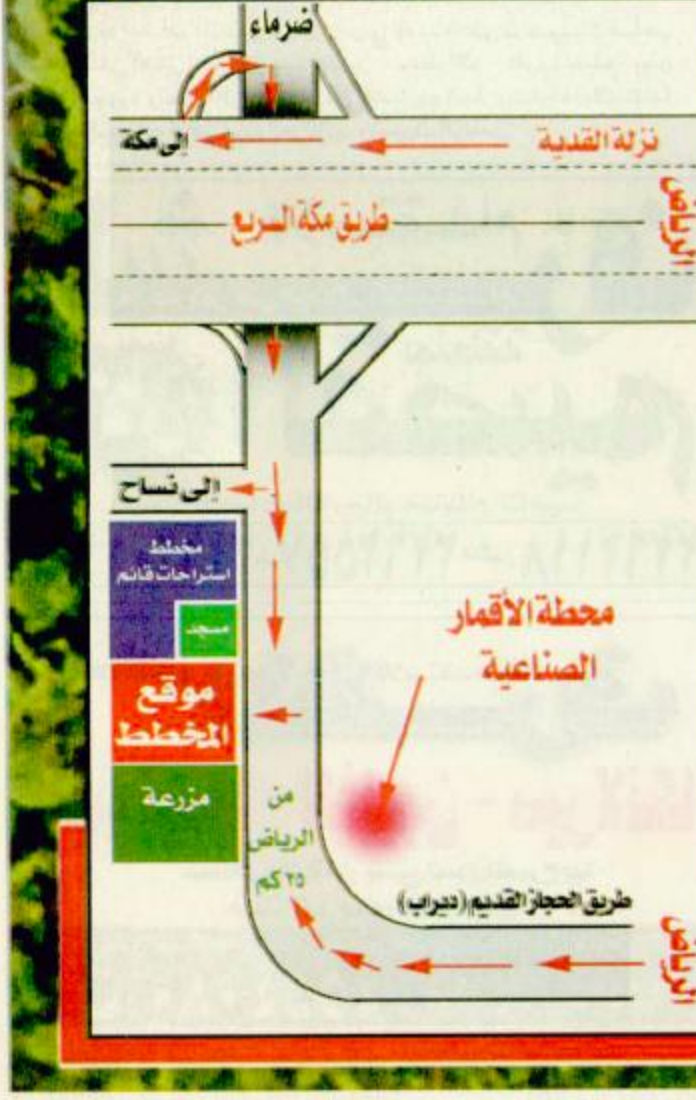 ضرماء
نزلة القدية
إلى مكة
الرياض
طريق مكة السريع
إلى نساح
مخطط
استراحات قائم
مسجد
محطة الأقمار
الصناعية
موقع
المخطط
مزرعة
من
الرياض
٢٥ كم
طريق الحجاز القديم (ديراب)
الرياض